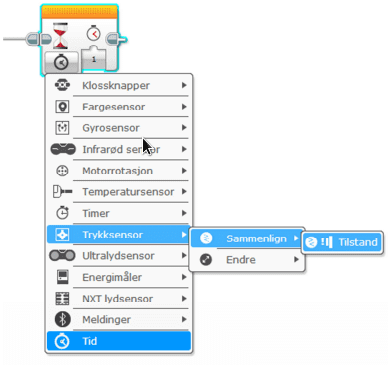 1
Klossknapper
Fargesensor
Gyrosensor
Infrarød sensor
Motorrotasjon
Temperatursensor
Timer
Trykksensor
Sammenlign
Tilstand
Ultralydsensor
Endre
Energimåler
NXT lydsensor
Meldinger
Tid